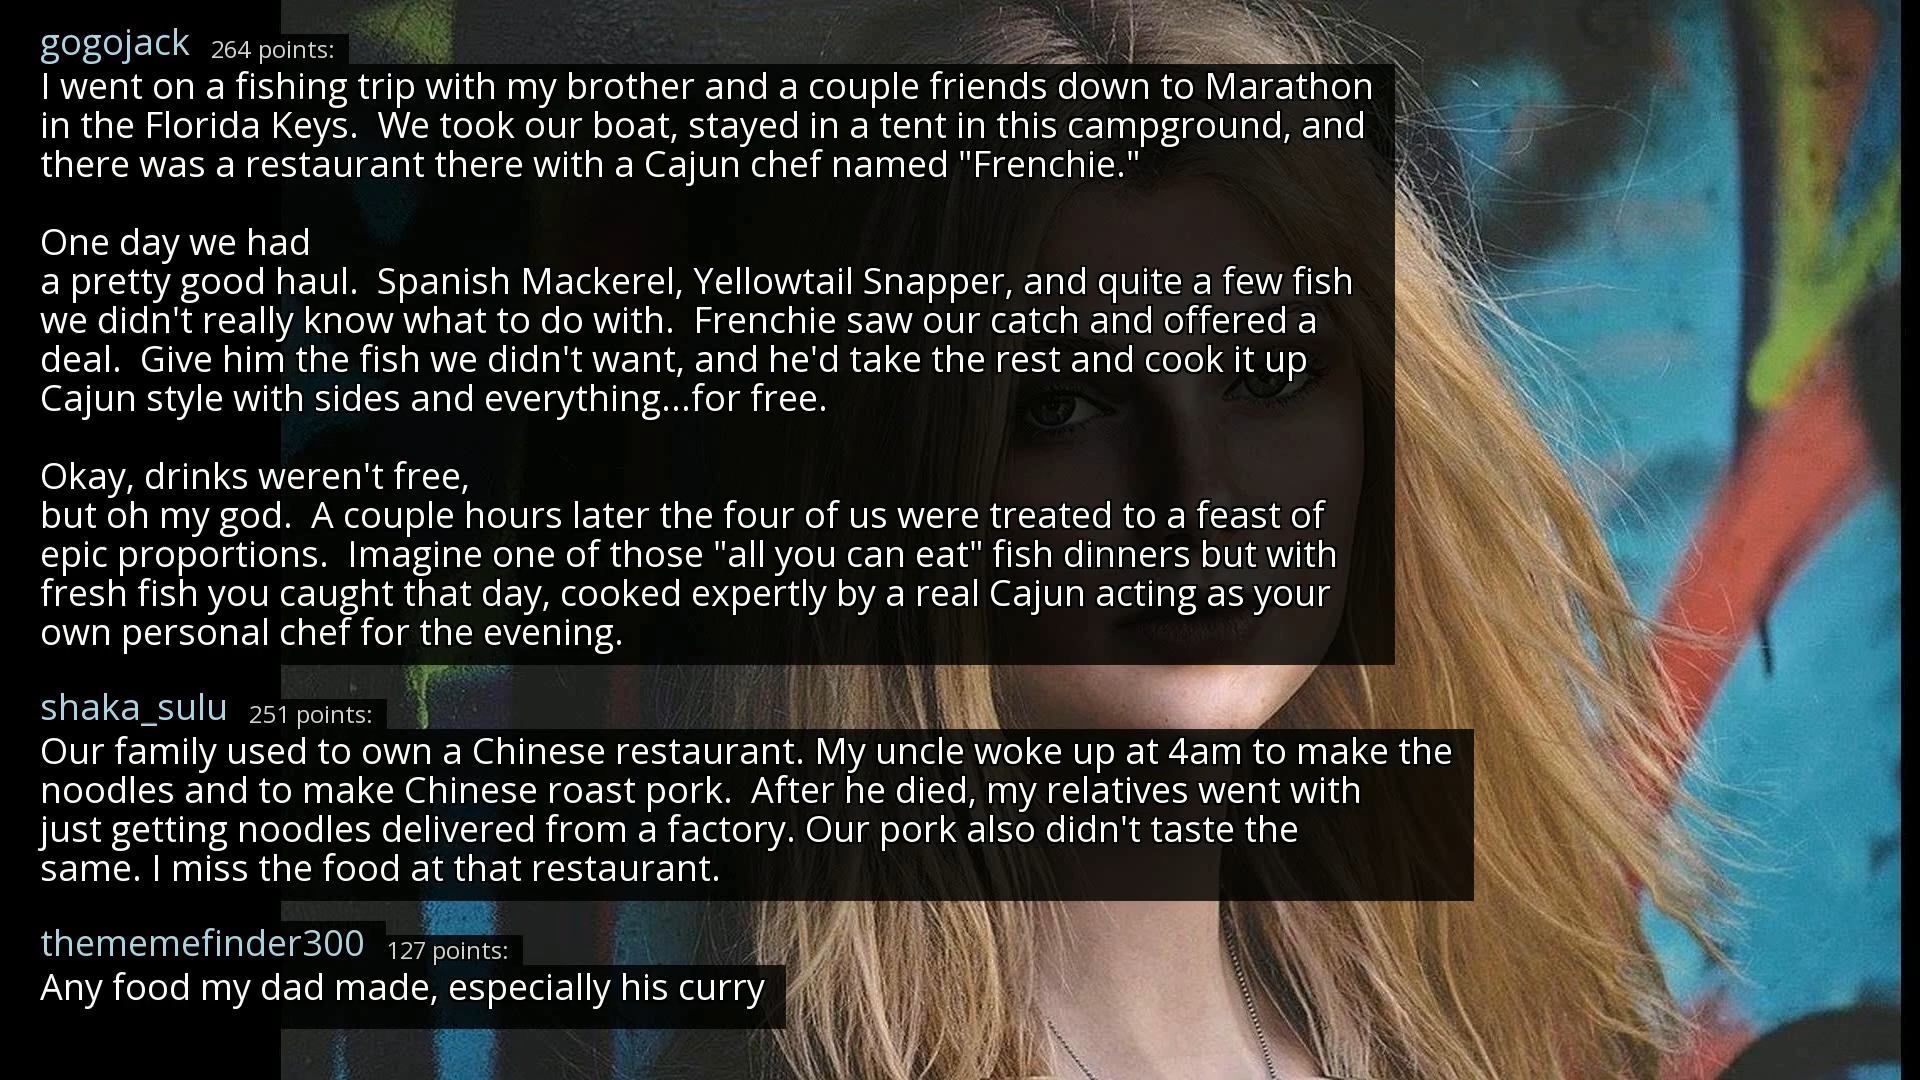 gogojack 264 points:
I went on a fishing trip with my brother and a couple friends down to Marathon
in the Florida Keys.  We took our boat, stayed in a tent in this campground, and
there was a restaurant there with a Cajun chef named "Frenchie."
One day we had
a pretty good haul.  Spanish Mackerel, Yellowtail Snapper, and quite a few fish
we didn't really know what to do with.  Frenchie saw our catch and offered a
deal.  Give him the fish we didn't want, and he'd take the rest and cook it up
Cajun style with sides and everything...for free.
Okay, drinks weren't free,
but oh my god.  A couple hours later the four of us were treated to a feast of
epic proportions.  Imagine one of those "all you can eat" fish dinners but with
fresh fish you caught that day, cooked expertly by a real Cajun acting as your
own personal chef for the evening.
shaka_sulu 251 points:
Our family used to own a Chinese restaurant. My uncle woke up at 4am to make the
noodles and to make Chinese roast pork.  After he died, my relatives went with
just getting noodles delivered from a factory. Our pork also didn't taste the
same. I miss the food at that restaurant.
thememefinder300 127 points:
Any food my dad made, especially his curry